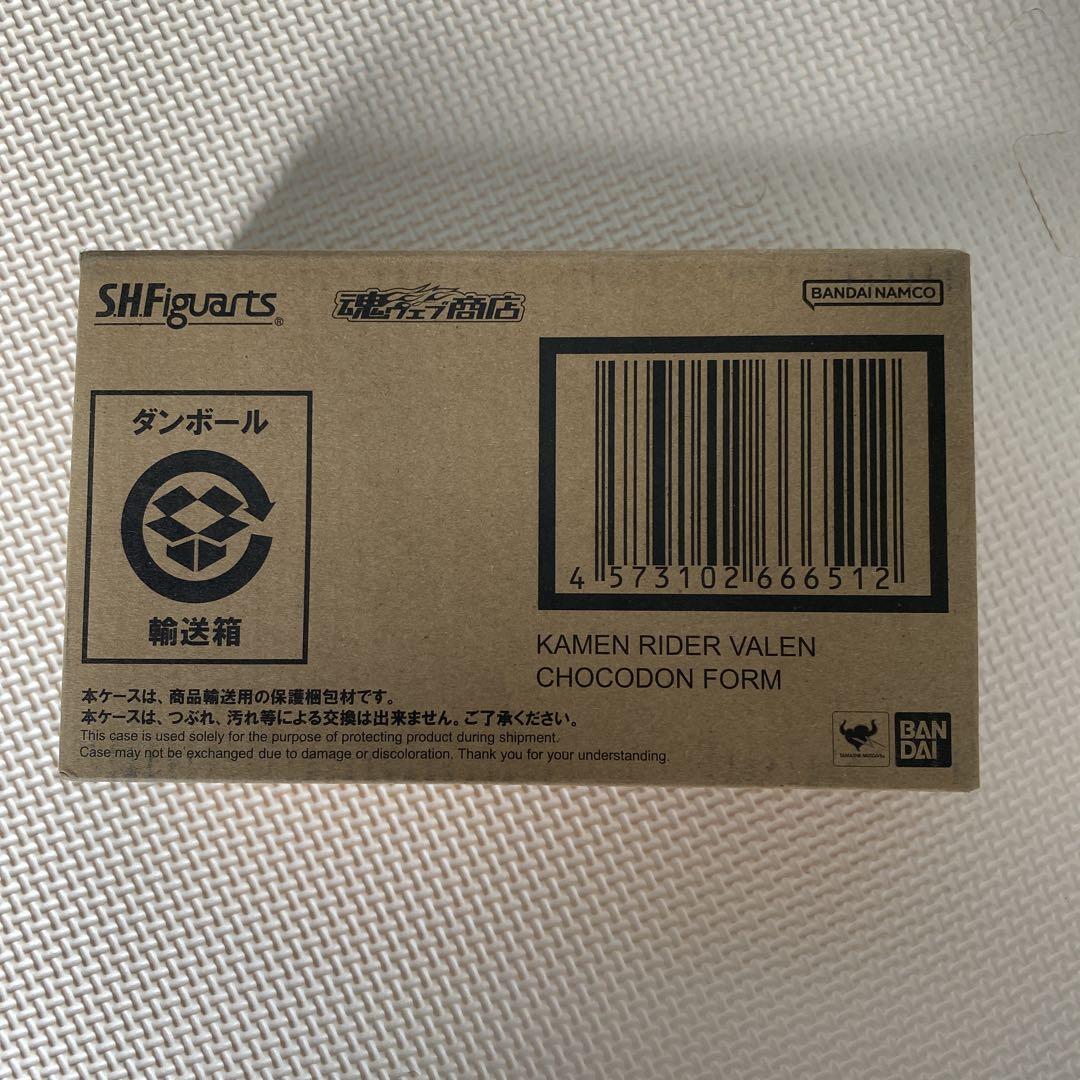 S.H.Figuarts®
魂ウェブ商店
BANDAI NAMCO
ダンボール
輸送箱
4 573102 666512
KAMEN RIDER VALEN
CHOCODON FORM
本ケースは、商品輸送用の保護梱包材です。
本ケースは、つぶれ、汚れ等による交換は出来ません。ご了承ください。
This case is used solely for the purpose of protecting product during shipment.
Case may not be exchanged due to damage or discoloration. Thank you for your understanding.
TAMASHII NATIONS
BAN
DAI